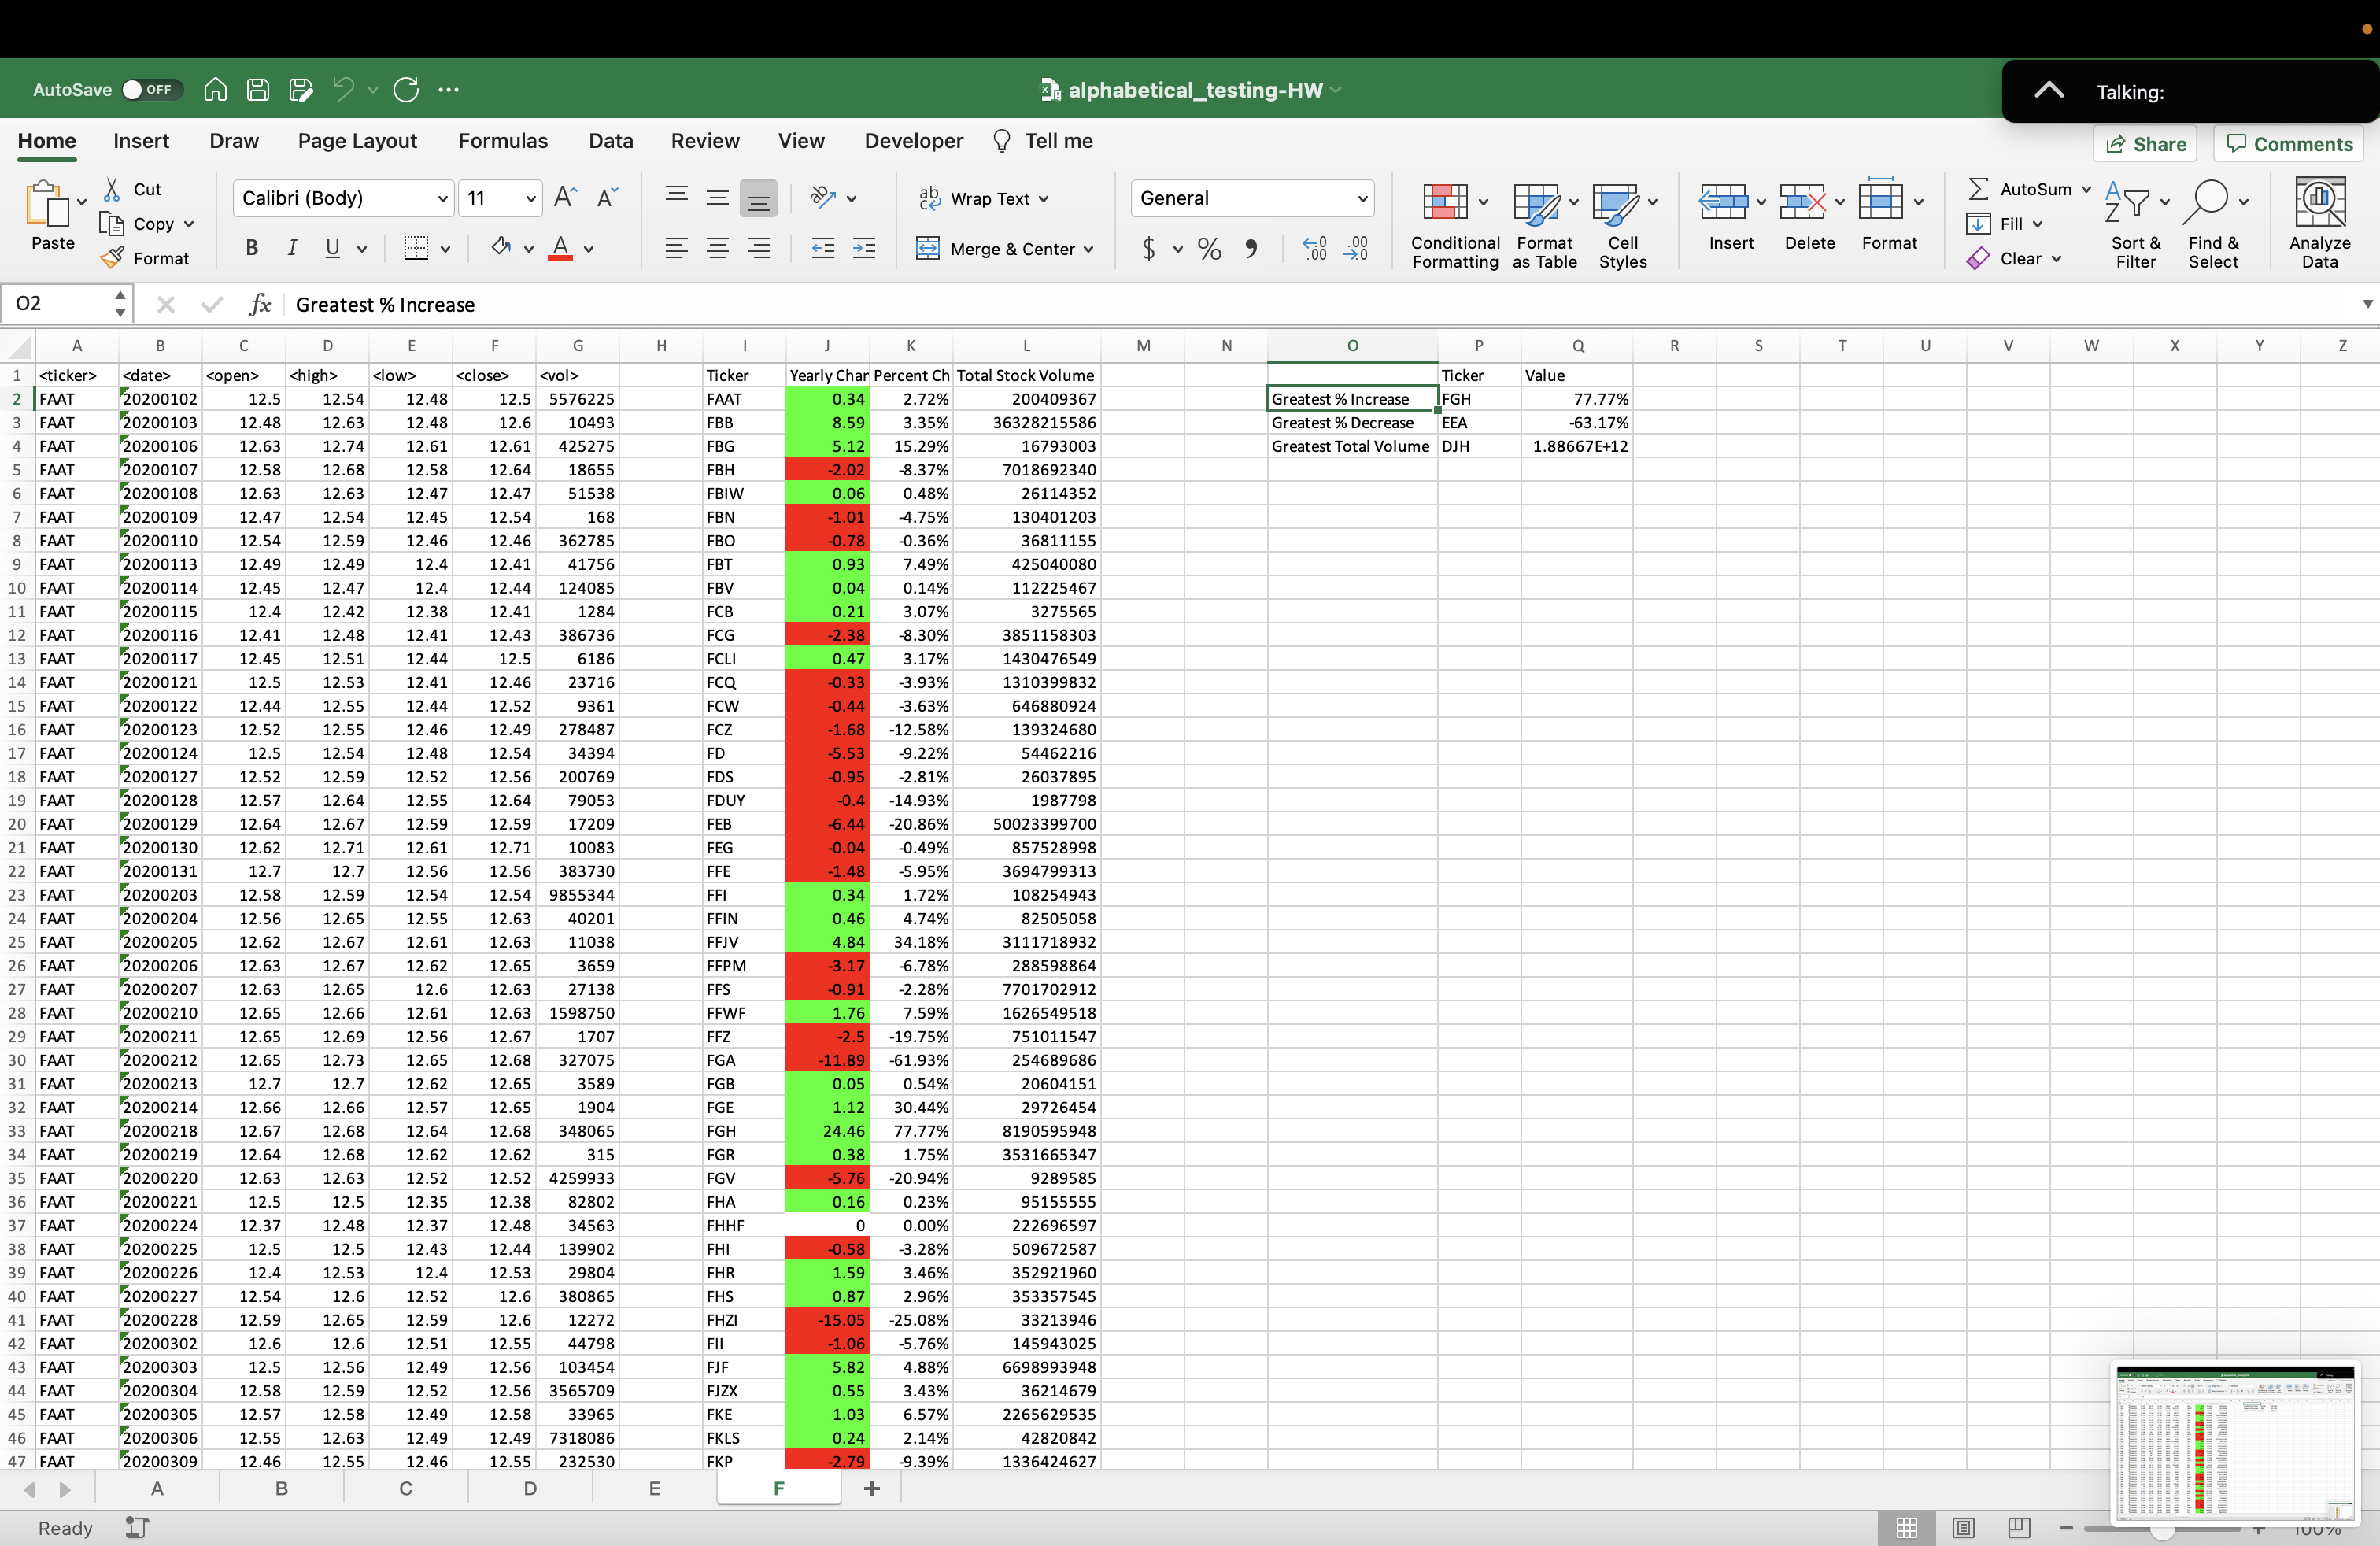 AutoSave OFF alphabetical_testing-HW Talking:
Home Insert Draw Page Layout Formulas Data Review View Developer Tell me Share Comments
Paste Cut Copy Format
Calibri (Body) 11 A A
B I U A
ab Wrap Text
Merge & Center
General
$ % 9 .00 .00
Conditional Formatting Format as Table Cell Styles Insert Delete Format
AutoSum Fill Clear Sort & Filter Find & Select Analyze Data
O2 fx Greatest % Increase
A B C D E F G H I J K L M N O P Q R S T U V W X Y Z
1 <ticker> <date> <open> <high> <low> <close> <vol> Ticker Yearly Char Percent Ch Total Stock Volume Ticker Value
2 FAAT 20200102 12.5 12.54 12.48 12.5 5576225 FAAT 0.34 2.72% 200409367 Greatest % Increase FGH 77.77%
3 FAAT 20200103 12.48 12.63 12.48 12.6 10493 FBB 8.59 3.35% 36328215586 Greatest % Decrease EEA -63.17%
4 FAAT 20200106 12.63 12.74 12.61 12.61 425275 FBG 5.12 15.29% 16793003 Greatest Total Volume DJH 1.88667E+12
5 FAAT 20200107 12.58 12.68 12.58 12.64 18655 FBH -2.02 -8.37% 7018692340
6 FAAT 20200108 12.63 12.63 12.47 12.47 51538 FBIW 0.06 0.48% 26114352
7 FAAT 20200109 12.47 12.54 12.45 12.54 168 FBN -1.01 -4.75% 130401203
8 FAAT 20200110 12.54 12.59 12.46 12.46 362785 FBO -0.78 -0.36% 36811155
9 FAAT 20200113 12.49 12.49 12.4 12.41 41756 FBT 0.93 7.49% 425040080
10 FAAT 20200114 12.45 12.47 12.4 12.44 124085 FBV 0.04 0.14% 112225467
11 FAAT 20200115 12.4 12.42 12.38 12.41 1284 FCB 0.21 3.07% 3275565
12 FAAT 20200116 12.41 12.48 12.41 12.43 386736 FCG -2.38 -8.30% 3851158303
13 FAAT 20200117 12.45 12.51 12.44 12.5 6186 FCLI 0.47 3.17% 1430476549
14 FAAT 20200121 12.5 12.53 12.41 12.46 23716 FCQ -0.33 -3.93% 1310399832
15 FAAT 20200122 12.44 12.55 12.44 12.52 9361 FCW -0.44 -3.63% 646880924
16 FAAT 20200123 12.52 12.55 12.46 12.49 278487 FCZ -1.68 -12.58% 139324680
17 FAAT 20200124 12.5 12.54 12.48 12.54 34394 FD -5.53 -9.22% 54462216
18 FAAT 20200127 12.52 12.59 12.52 12.56 200769 FDS -0.95 -2.81% 26037895
19 FAAT 20200128 12.57 12.64 12.55 12.64 79053 FDUY -0.4 -14.93% 1987798
20 FAAT 20200129 12.64 12.67 12.59 12.59 17209 FEB -6.44 -20.86% 50023399700
21 FAAT 20200130 12.62 12.71 12.61 12.71 10083 FEG -0.04 -0.49% 857528998
22 FAAT 20200131 12.7 12.7 12.56 12.56 383730 FFE -1.48 -5.95% 3694799313
23 FAAT 20200203 12.58 12.59 12.54 12.54 9855344 FFI 0.34 1.72% 108254943
24 FAAT 20200204 12.56 12.65 12.55 12.63 40201 FFIN 0.46 4.74% 82505058
25 FAAT 20200205 12.62 12.67 12.61 12.63 11038 FFJV 4.84 34.18% 3111718932
26 FAAT 20200206 12.63 12.67 12.62 12.65 3659 FFPM -3.17 -6.78% 288598864
27 FAAT 20200207 12.63 12.65 12.6 12.63 27138 FFS -0.91 -2.28% 7701702912
28 FAAT 20200210 12.65 12.66 12.61 12.63 1598750 FFWF 1.76 7.59% 1626549518
29 FAAT 20200211 12.65 12.69 12.56 12.67 1707 FFZ -2.5 -19.75% 751011547
30 FAAT 20200212 12.65 12.73 12.65 12.68 327075 FGA -11.89 -61.93% 254689686
31 FAAT 20200213 12.7 12.7 12.62 12.65 3589 FGB 0.05 0.54% 20604151
32 FAAT 20200214 12.66 12.66 12.57 12.65 1904 FGE 1.12 30.44% 29726454
33 FAAT 20200218 12.67 12.68 12.64 12.68 348065 FGH 24.46 77.77% 8190595948
34 FAAT 20200219 12.64 12.68 12.62 12.62 315 FGR 0.38 1.75% 3531665347
35 FAAT 20200220 12.63 12.63 12.52 12.52 4259933 FGV -5.76 -20.94% 9289585
36 FAAT 20200221 12.5 12.5 12.35 12.38 82802 FHA 0.16 0.23% 95155555
37 FAAT 20200224 12.37 12.48 12.37 12.48 34563 FHHF 0 0.00% 222696597
38 FAAT 20200225 12.5 12.5 12.43 12.44 139902 FHI -0.58 -3.28% 509672587
39 FAAT 20200226 12.4 12.53 12.4 12.53 29804 FHR 1.59 3.46% 352921960
40 FAAT 20200227 12.54 12.6 12.52 12.6 380865 FHS 0.87 2.96% 353357545
41 FAAT 20200228 12.59 12.65 12.59 12.6 12272 FHZI -15.05 -25.08% 33213946
42 FAAT 20200302 12.6 12.6 12.51 12.55 44798 FII -1.06 -5.76% 145943025
43 FAAT 20200303 12.5 12.56 12.49 12.56 103454 FJF 5.82 4.88% 6698993948
44 FAAT 20200304 12.58 12.59 12.52 12.56 3565709 FJZX 0.55 3.43% 36214679
45 FAAT 20200305 12.57 12.58 12.49 12.58 33965 FKE 1.03 6.57% 2265629535
46 FAAT 20200306 12.55 12.63 12.49 12.49 7318086 FKLS 0.24 2.14% 42820842
47 FAAT 20200309 12.46 12.55 12.46 12.55 232530 FKP -2.79 -9.39% 1336424627
A B C D E F +
Ready 100%